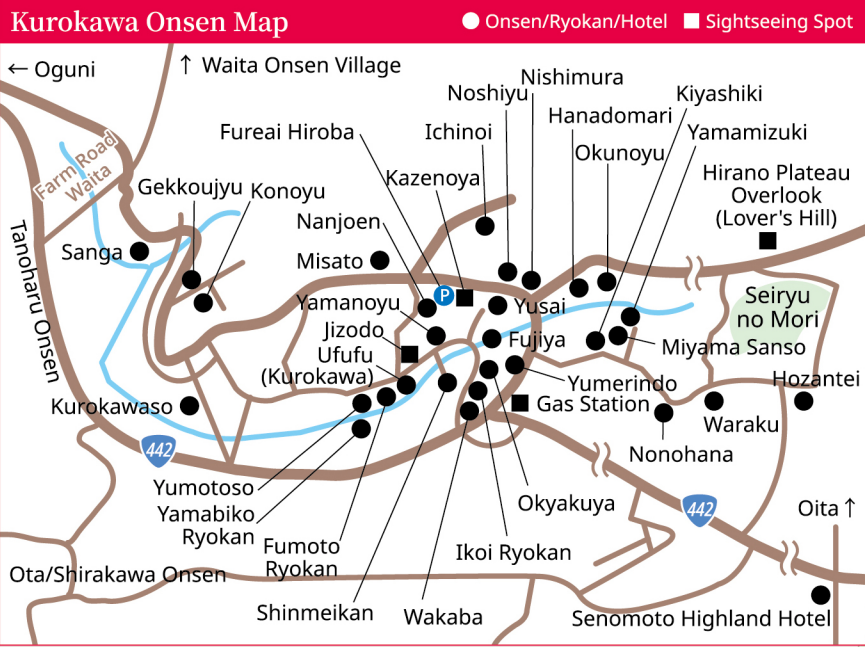 Kurokawa Onsen Map
Onsen/Ryokan/Hotel
Sightseeing Spot
← Oguni
↑ Waita Onsen Village
Nishimura
Noshiyu
Kiyashiki
Hanadomari
Fureai Hiroba
Ichinoi
Yamamizuki
Okunoyu
Farm Road
Waita
Hirano Plateau
Overlook
(Lover's Hill)
Kazenoya
Gekkoujyu
Konoyu
Nanjoen
Tanoharu Onsen
Sanga
Misato
P
Yamanoyu
Yusai
Seiryu
no Mori
Jizodo
Fujiya
Miyama Sanso
Ufufu
(Kurokawa)
Yumerindo
Hozantei
Kurokawaso
Gas Station
Waraku
442
Nonohana
Yumotoso
Okyakuya
442
Oita ↑
Yamabiko
Ryokan
Fumoto
Ryokan
Ikoi Ryokan
Ota/Shirakawa Onsen
Shinmeikan
Wakaba
Senomoto Highland Hotel